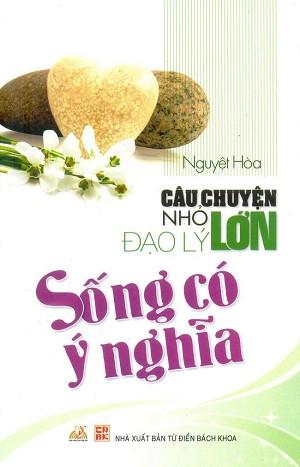 Nguyệt Hòa
CÂU CHUYỆN
NHỎ
ĐẠO LÝ LỚN
Sống có
ý nghĩa
NHÀ XUẤT BẢN TỪ ĐIỂN BÁCH KHOA